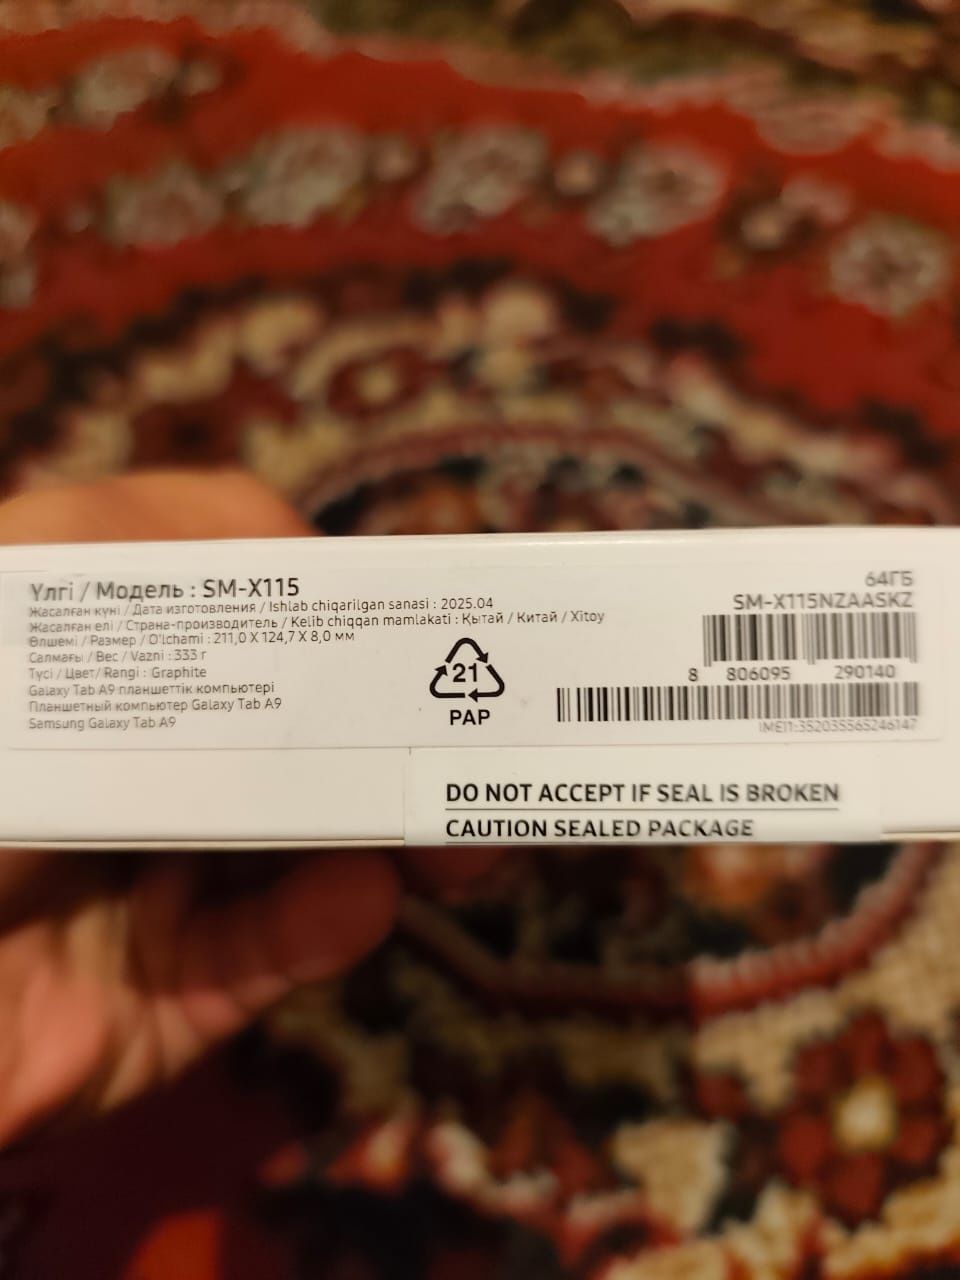 Үлгі / Модель : SM-X115
Жасалған күні / Дата изготовления / Ishlab chiqarilgan sanasi : 2025.04
Жасалған елі / Страна-производитель / Kelib chiqqan mamlakati : Қытай / Китай / Xitoy
Өлшемі / Размер / O'lchami : 211,0 X 124,7 X 8,0 мм
Салмағы / Вес / Vazni : 333 г
Түсі / Цвет/ Rangi : Graphite
Galaxy Tab A9 планшеттік компьютері
Планшетный компьютер Galaxy Tab A9
Samsung Galaxy Tab A9
21
PAP
64ГБ
SM-X115NZAASKZ
8 806095 290140
IMEI1:352035565246147
DO NOT ACCEPT IF SEAL IS BROKEN
CAUTION SEALED PACKAGE